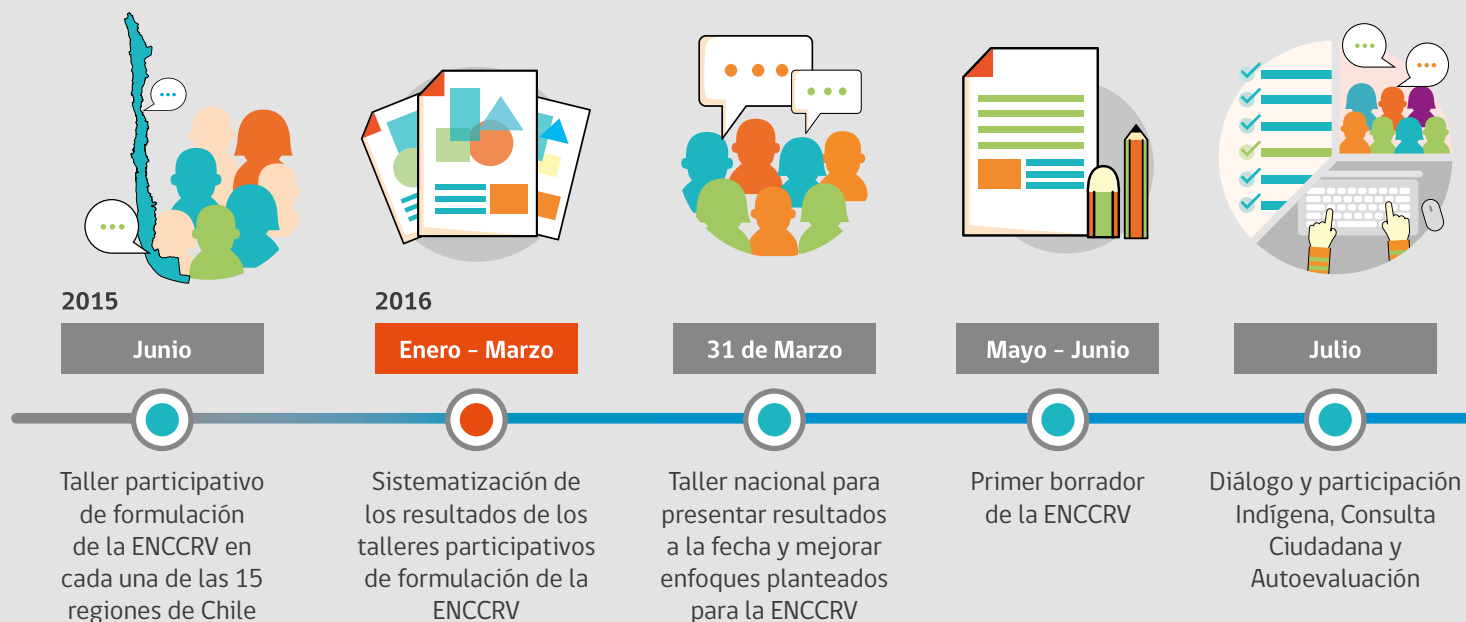 2015
Junio
Taller participativo
de formulación
de la ENCCRV en
cada una de las 15
regiones de Chile
2016
Enero – Marzo
Sistematización de
los resultados de los
talleres participativos
de formulación de la
ENCCRV
31 de Marzo
Taller nacional para
presentar resultados
a la fecha y mejorar
enfoques planteados
para la ENCCRV
Mayo – Junio
Primer borrador
de la ENCCRV
Julio
Diálogo y participación
Indígena, Consulta
Ciudadana y
Autoevaluación